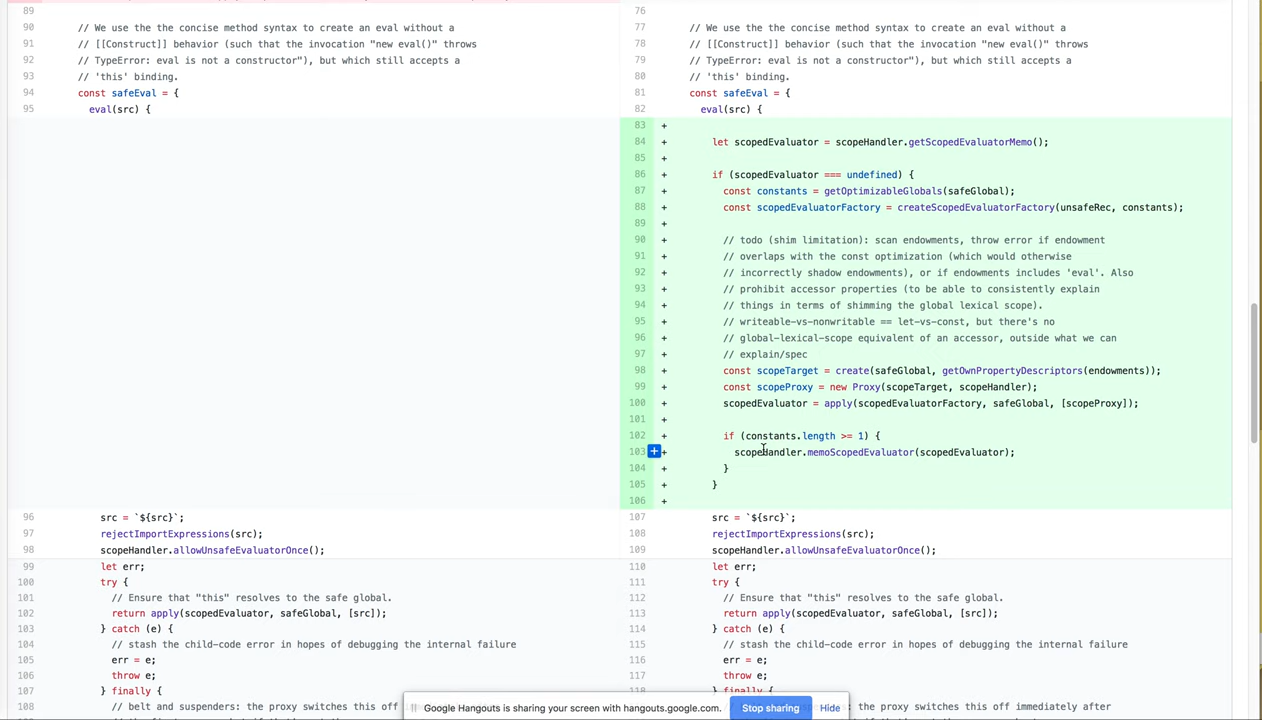 89
90 // We use the the concise method syntax to create an eval without a
91 // [[Construct]] behavior (such that the invocation "new eval()" throws
92 // TypeError: eval is not a constructor"), but which still accepts a
93 // 'this' binding.
94 const safeEval = {
95 eval(src) {
96 src = `${src}`;
97 rejectImportExpressions(src);
98 scopeHandler.allowUnsafeEvaluatorOnce();
99 let err;
100 try {
101 // Ensure that "this" resolves to the safe global.
102 return apply(scopedEvaluator, safeGlobal, [src]);
103 } catch (e) {
104 // stash the child-code error in hopes of debugging the internal failure
105 err = e;
106 throw e;
107 } finally {
108 // belt and suspenders: the proxy switches this off
76
77 // We use the the concise method syntax to create an eval without a
78 // [[Construct]] behavior (such that the invocation "new eval()" throws
79 // TypeError: eval is not a constructor"), but which still accepts a
80 // 'this' binding.
81 const safeEval = {
82 eval(src) {
83 +
84 + let scopedEvaluator = scopeHandler.getScopedEvaluatorMemo();
85 +
86 + if (scopedEvaluator === undefined) {
87 + const constants = getOptimizableGlobals(safeGlobal);
88 + const scopedEvaluatorFactory = createScopedEvaluatorFactory(unsafeRec, constants);
89 +
90 + // todo (shim limitation): scan endowments, throw error if endowment
91 + // overlaps with the const optimization (which would otherwise
92 + // incorrectly shadow endowments), or if endowments includes 'eval'. Also
93 + // prohibit accessor properties (to be able to consistently explain
94 + // things in terms of shimming the global lexical scope).
95 + // writeable-vs-nonwritable == let-vs-const, but there's no
96 + // global-lexical-scope equivalent of an accessor, outside what we can
97 + // explain/spec
98 + const scopeTarget = create(safeGlobal, getOwnPropertyDescriptors(endowments));
99 + const scopeProxy = new Proxy(scopeTarget, scopeHandler);
100 + scopedEvaluator = apply(scopedEvaluatorFactory, safeGlobal, [scopeProxy]);
101 +
102 + if (constants.length >= 1) {
103 + scopeHandler.memoScopedEvaluator(scopedEvaluator);
104 + }
105 + }
106 +
107 src = `${src}`;
108 rejectImportExpressions(src);
109 scopeHandler.allowUnsafeEvaluatorOnce();
110 let err;
111 try {
112 // Ensure that "this" resolves to the safe global.
113 return apply(scopedEvaluator, safeGlobal, [src]);
114 } catch (e) {
115 // stash the child-code error in hopes of debugging the internal failure
116 err = e;
117 throw e;
118 } finally {
this off immediately after
Google Hangouts is sharing your screen with hangouts.google.com. Stop sharing Hide